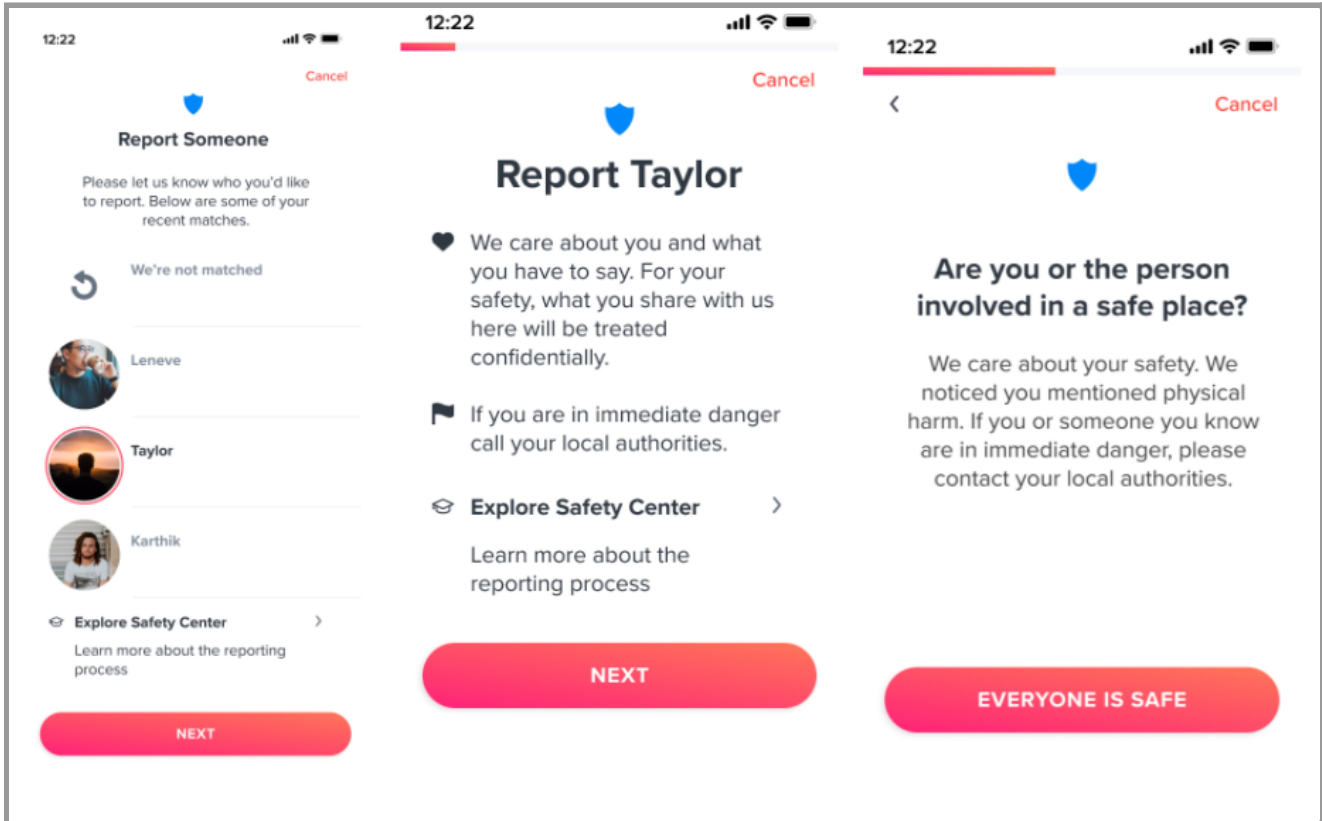 12:22
Cancel
Report Someone
Please let us know who you'd like
to report. Below are some of your
recent matches.
We're not matched
Leneve
Taylor
Karthik
Explore Safety Center
Learn more about the reporting
process
NEXT
12:22
Cancel
Report Taylor
We care about you and what
you have to say. For your
safety, what you share with us
here will be treated
confidentially.
If you are in immediate danger
call your local authorities.
Explore Safety Center
Learn more about the
reporting process
NEXT
12:22
Cancel
Are you or the person
involved in a safe place?
We care about your safety. We
noticed you mentioned physical
harm. If you or someone you know
are in immediate danger, please
contact your local authorities.
EVERYONE IS SAFE